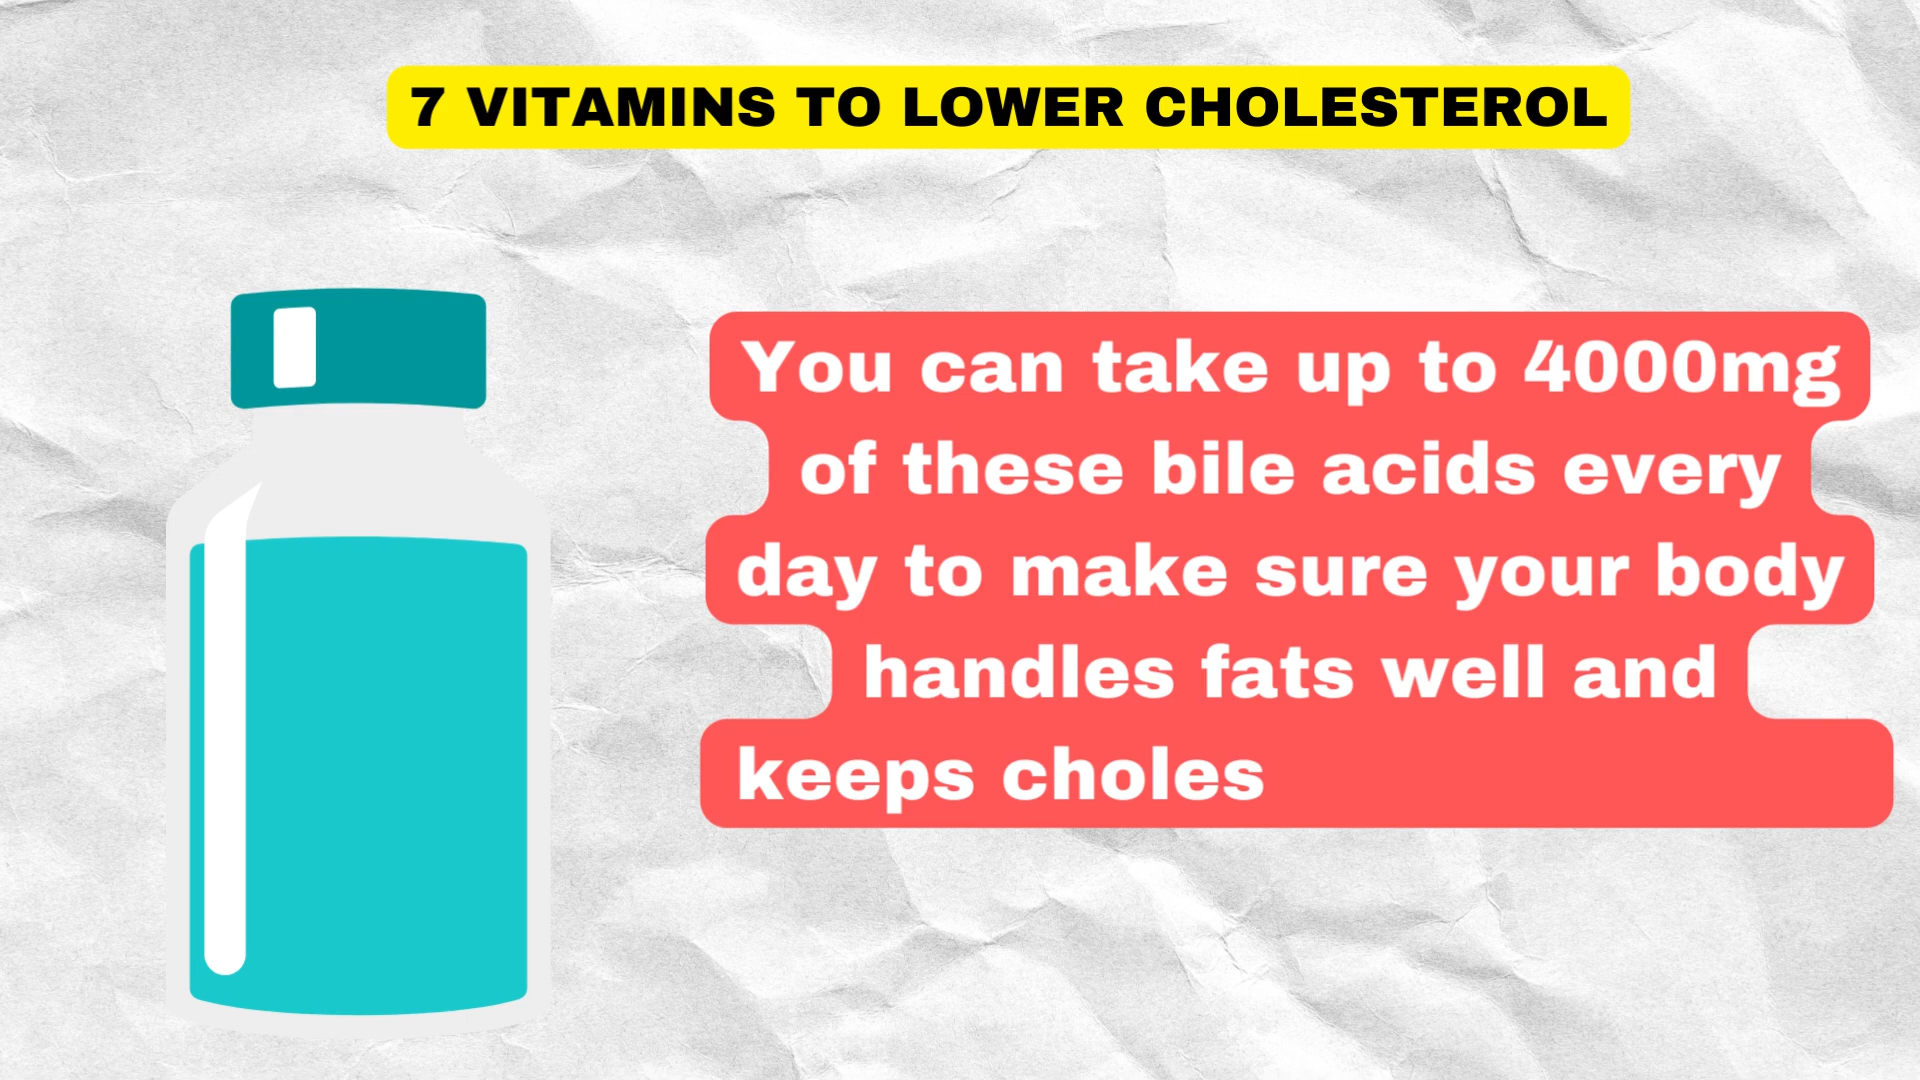 7 VITAMINS TO LOWER CHOLESTEROL
You can take up to 4000mg
of these bile acids every
day to make sure your body
handles fats well and
keeps choles